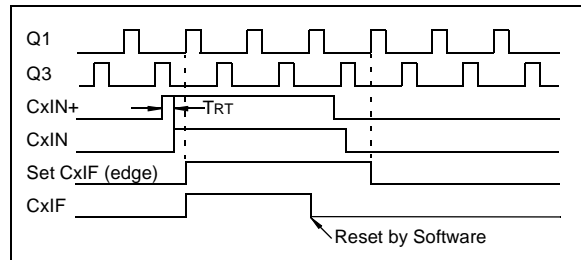 Q1
Q3
CxIN+
TRT
CxIN
Set CxIF (edge)
CxIF
Reset by Software